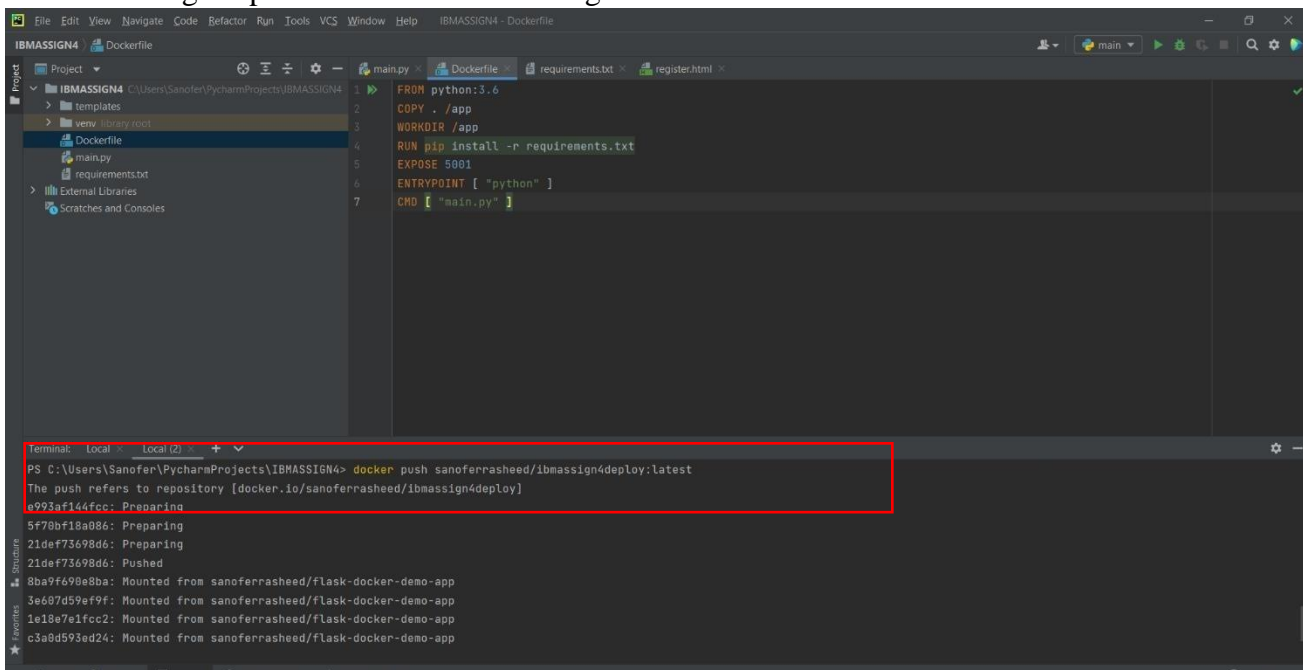 File Edit View Navigate Code Refactor Run Tools VCS Window Help IBMASSIGN4 - Dockerfile
IBMASSIGN4 Dockerfile
main
Project
Project
main.py
Dockerfile
requirements.txt
register.html
IBMASSIGN4 C:\Users\Sanofer\PycharmProjects\IBMASSIGN4
templates
venv library root
Dockerfile
main.py
requirements.txt
External Libraries
Scratches and Consoles
1 FROM python:3.6
2 COPY . /app
3 WORKDIR /app
4 RUN pip install -r requirements.txt
5 EXPOSE 5001
6 ENTRYPOINT [ "python" ]
7 CMD [ "main.py" ]
Terminal: Local Local (2)
PS C:\Users\Sanofer\PycharmProjects\IBMASSIGN4> docker push sanoferrasheed/ibmassign4deploy:latest
The push refers to repository [docker.io/sanoferrasheed/ibmassign4deploy]
e993af144fcc: Preparing
5f70bf18a086: Preparing
21def73698d6: Preparing
21def73698d6: Pushed
8ba9f690e8ba: Mounted from sanoferrasheed/flask-docker-demo-app
3e607d59ef9f: Mounted from sanoferrasheed/flask-docker-demo-app
1e18e7e1fcc2: Mounted from sanoferrasheed/flask-docker-demo-app
c3a0d593ed24: Mounted from sanoferrasheed/flask-docker-demo-app
Structure
Favorites